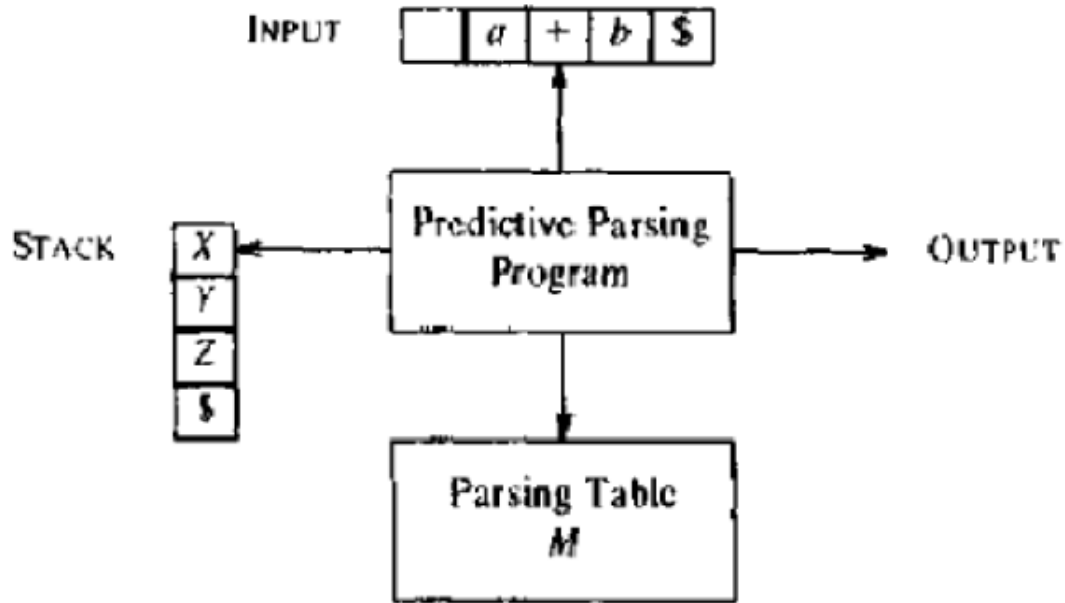 INPUT a + b $
Predictive Parsing
Program
STACK X
Y
Z
$
OUTPUT
Parsing Table
M